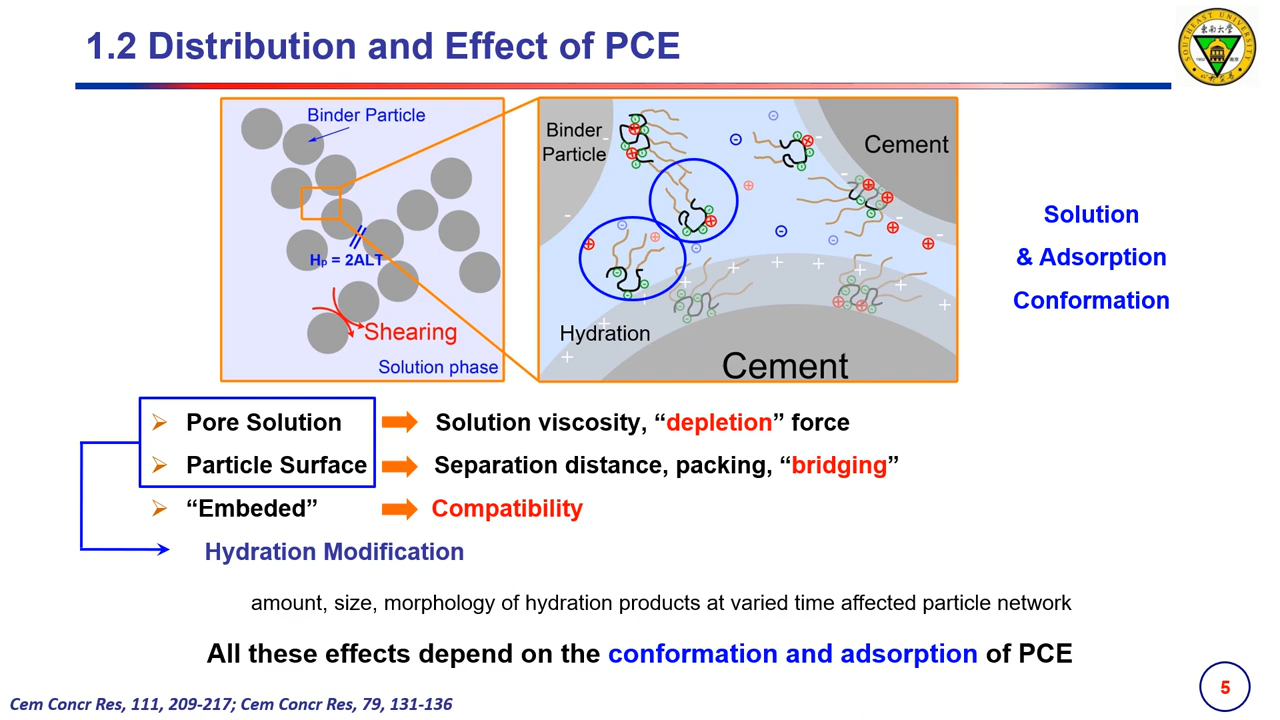 1.2 Distribution and Effect of PCE
SOUTHEAST UNIVERSITY
Binder Particle
Hₚ = 2ALT
Shearing
Solution phase
Binder
Particle
Cement
Hydration
Cement
Solution
& Adsorption
Conformation
➢ Pore Solution
Solution viscosity, “depletion” force
➢ Particle Surface
Separation distance, packing, “bridging”
➢ “Embeded”
Compatibility
Hydration Modification
amount, size, morphology of hydration products at varied time affected particle network
All these effects depend on the conformation and adsorption of PCE
Cem Concr Res, 111, 209-217; Cem Concr Res, 79, 131-136
5